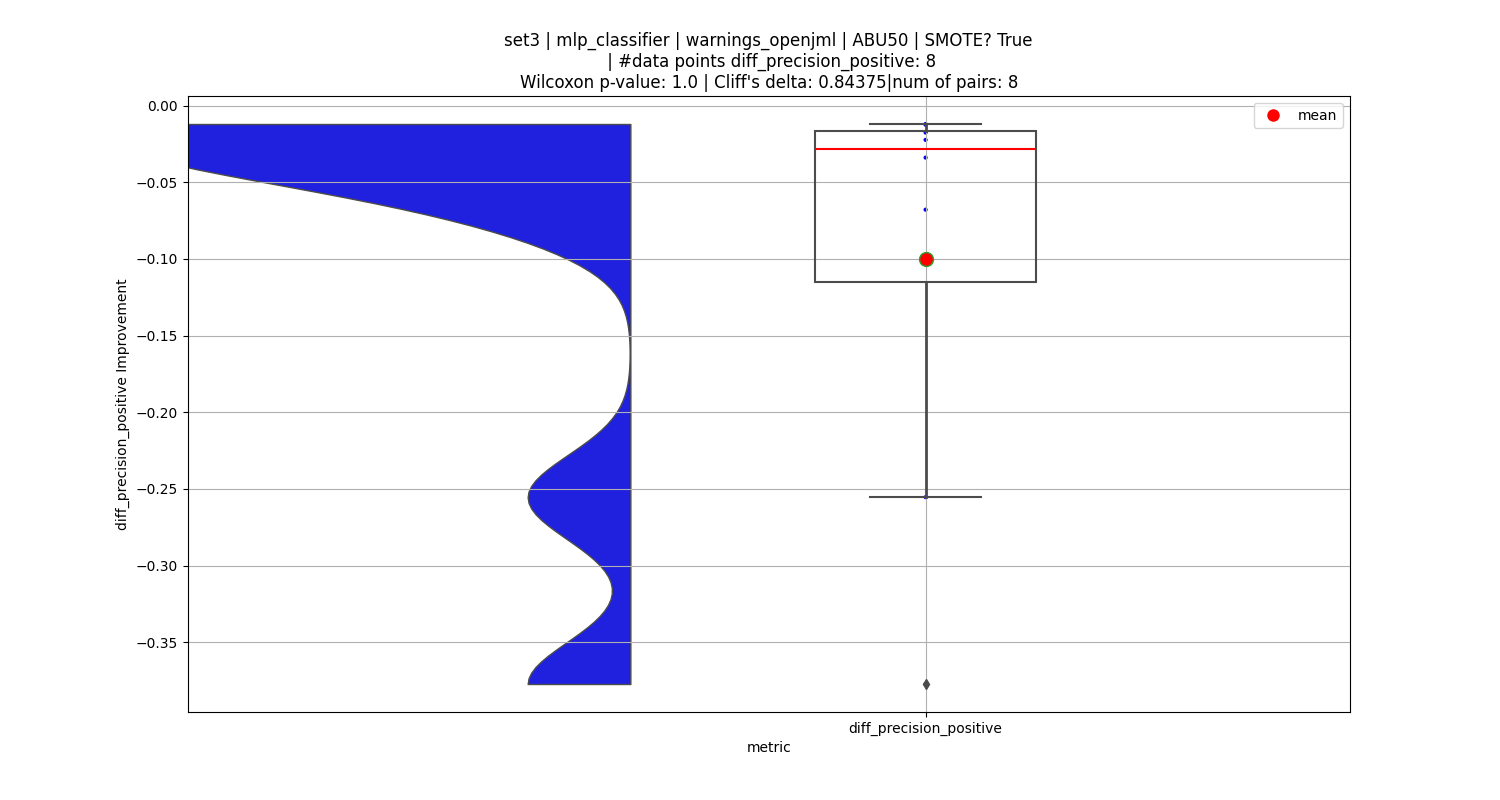 set3 | mlp_classifier | warnings_openjml | ABU50 | SMOTE? True
| #data points diff_precision_positive: 8
Wilcoxon p-value: 1.0 | Cliff's delta: 0.84375|num of pairs: 8
mean
0.00
−0.05
−0.10
−0.15
−0.20
−0.25
−0.30
−0.35
diff_precision_positive Improvement
diff_precision_positive
metric